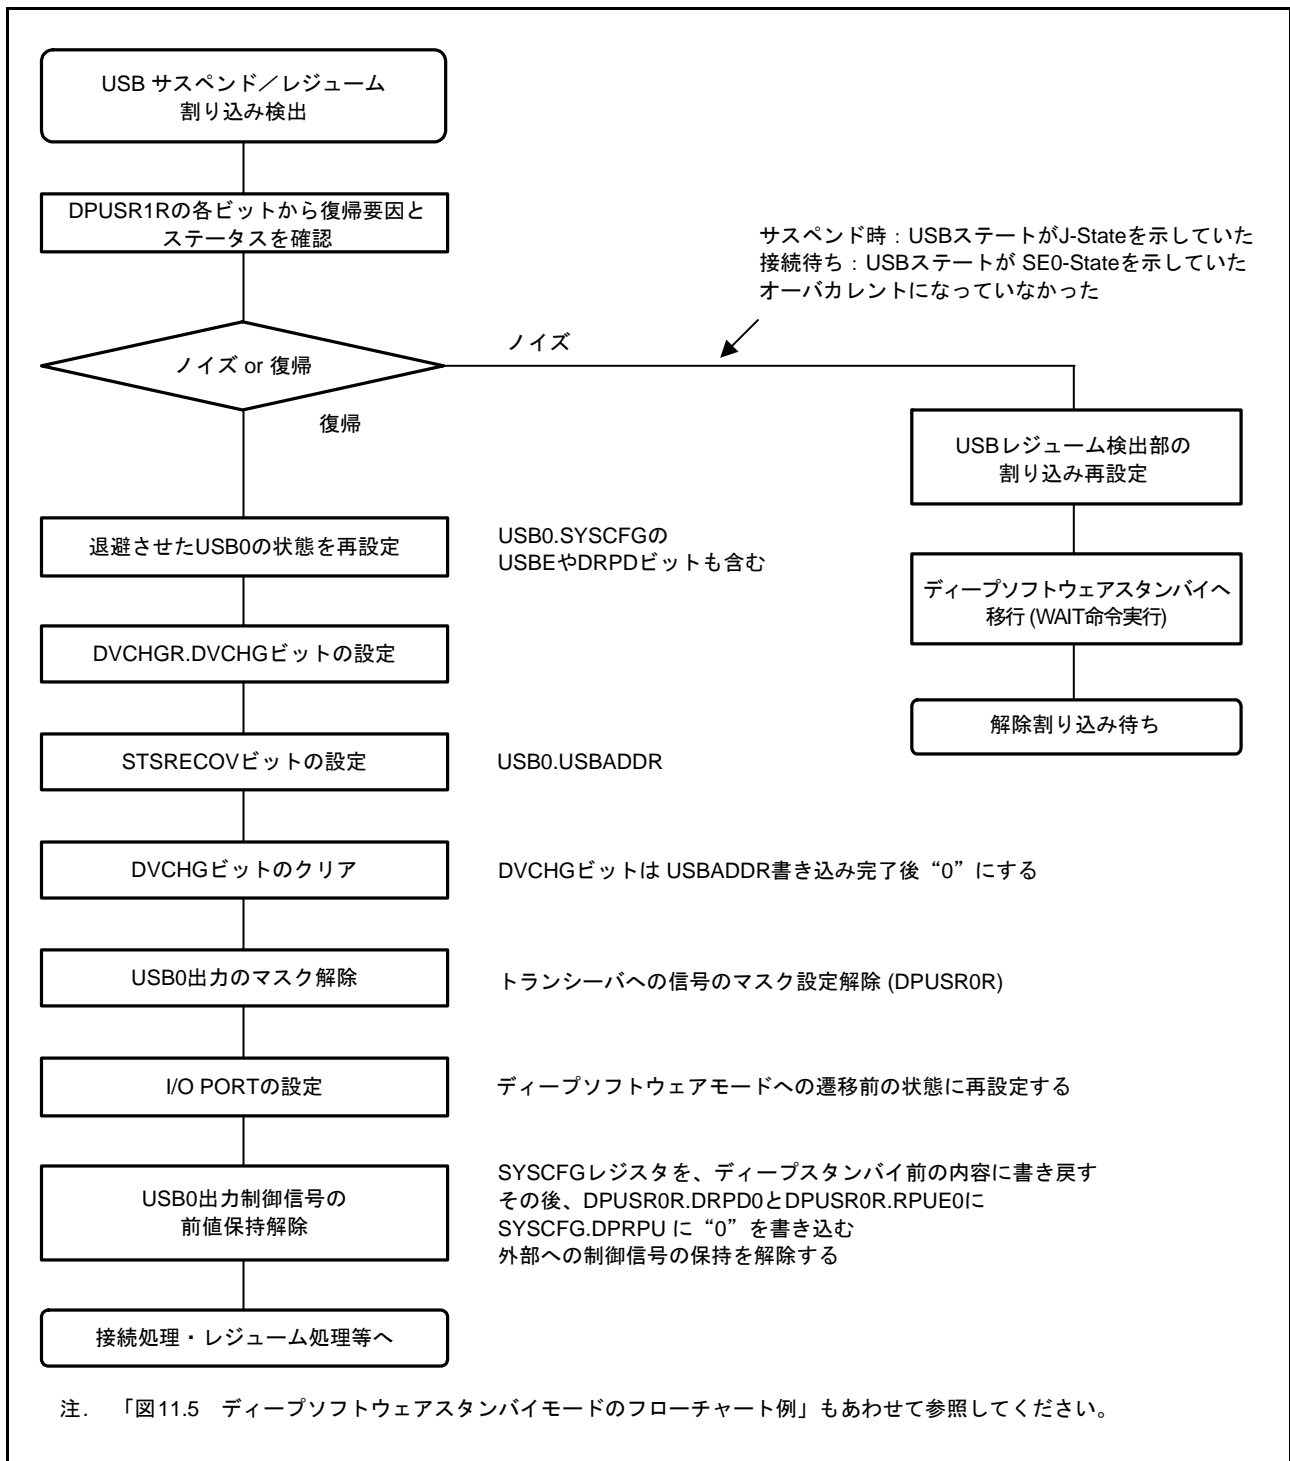 USB サスペンド／レジューム
割り込み検出
DPUSR1Rの各ビットから復帰要因と
ステータスを確認
サスペンド時：USBステートがJ-Stateを示していた
接続待ち：USBステートが SE0-Stateを示していた
オーバカレントになっていなかった
ノイズ or 復帰
ノイズ
復帰
USBレジューム検出部の
割り込み再設定
ディープソフトウェアスタンバイへ
移行 (WAIT命令実行)
解除割り込み待ち
退避させたUSB0の状態を再設定
USB0.SYSCFGの
USBEやDRPDビットも含む
DVCHGR.DVCHGビットの設定
STSRECOVビットの設定
USB0.USBADDR
DVCHGビットのクリア
DVCHGビットは USBADDR書き込み完了後“0”にする
USB0出力のマスク解除
トランシーバへの信号のマスク設定解除 (DPUSR0R)
I/O PORTの設定
ディープソフトウェアモードへの遷移前の状態に再設定する
USB0出力制御信号の
前値保持解除
SYSCFGレジスタを、ディープスタンバイ前の内容に書き戻す
その後、DPUSR0R.DRPD0とDPUSR0R.RPUE0に
SYSCFG.DPRPU に“0”を書き込む
外部への制御信号の保持を解除する
接続処理・レジューム処理等へ
注. 「図11.5 ディープソフトウェアスタンバイモードのフローチャート例」もあわせて参照してください。